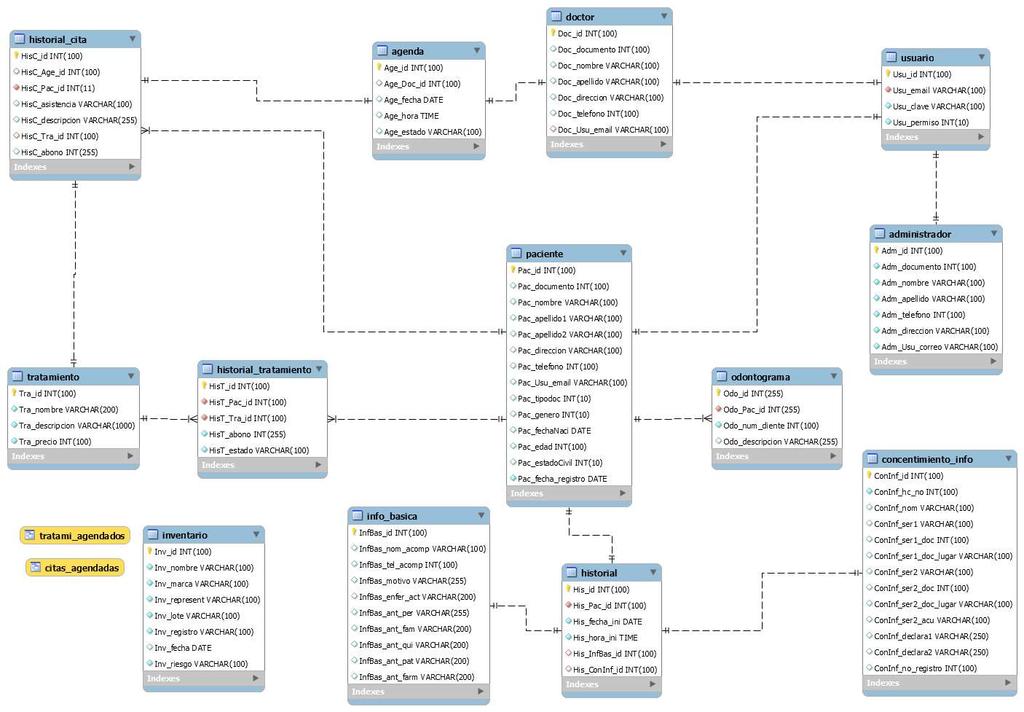 historial_cita
HisC_id INT(100)
HisC_Age_id INT(100)
HisC_Pac_id INT(11)
HisC_asistencia VARCHAR(100)
HisC_descripcion VARCHAR(255)
HisC_Tra_id INT(100)
HisC_abono INT(255)
Indexes
agenda
Age_id INT(100)
Age_Doc_id INT(100)
Age_fecha DATE
Age_hora TIME
Age_estado VARCHAR(100)
Indexes
doctor
Doc_id INT(100)
Doc_documento INT(100)
Doc_nombre VARCHAR(100)
Doc_apellido VARCHAR(100)
Doc_direccion VARCHAR(100)
Doc_telefono INT(100)
Doc_Usu_email VARCHAR(100)
Indexes
usuario
Usu_id INT(100)
Usu_email VARCHAR(100)
Usu_clave VARCHAR(100)
Usu_permiso INT(10)
Indexes
administrador
Adm_id INT(100)
Adm_documento INT(100)
Adm_nombre VARCHAR(100)
Adm_apellido VARCHAR(100)
Adm_telefono INT(100)
Adm_direccion VARCHAR(100)
Adm_Usu_correo VARCHAR(100)
Indexes
paciente
Pac_id INT(100)
Pac_documento INT(100)
Pac_nombre VARCHAR(100)
Pac_apellido1 VARCHAR(100)
Pac_apellido2 VARCHAR(100)
Pac_direccion VARCHAR(100)
Pac_telefono INT(100)
Pac_Usu_email VARCHAR(100)
Pac_tipodoc INT(10)
Pac_genero INT(10)
Pac_fechaNaci DATE
Pac_edad INT(100)
Pac_estadoCivil INT(10)
Pac_fecha_registro DATE
Indexes
tratamiento
Tra_id INT(100)
Tra_nombre VARCHAR(200)
Tra_descripcion VARCHAR(1000)
Tra_precio INT(100)
Indexes
historial_tratamiento
HisT_id INT(100)
HisT_Pac_id INT(100)
HisT_Tra_id INT(100)
HisT_abono INT(255)
HisT_estado VARCHAR(100)
Indexes
odontograma
Odo_id INT(255)
Odo_Pac_id INT(255)
Odo_num_diente INT(100)
Odo_descripcion VARCHAR(255)
Indexes
concentimiento_info
ConInf_id INT(100)
ConInf_hc_no INT(100)
ConInf_nom VARCHAR(100)
ConInf_ser1 VARCHAR(100)
ConInf_ser1_doc INT(100)
ConInf_ser1_doc_lugar VARCHAR(100)
ConInf_ser2 VARCHAR(100)
ConInf_ser2_doc INT(100)
ConInf_ser2_doc_lugar VARCHAR(100)
ConInf_ser2_acu VARCHAR(100)
ConInf_declara1 VARCHAR(250)
ConInf_declara2 VARCHAR(250)
ConInf_no_registro INT(100)
Indexes
tratami_agendados
citas_agendadas
inventario
Inv_id INT(100)
Inv_nombre VARCHAR(100)
Inv_marca VARCHAR(100)
Inv_represent VARCHAR(100)
Inv_lote VARCHAR(100)
Inv_registro VARCHAR(100)
Inv_fecha DATE
Inv_riesgo VARCHAR(100)
Indexes
info_basica
InfBas_id INT(100)
InfBas_nom_acomp VARCHAR(100)
InfBas_tel_acomp INT(100)
InfBas_motivo VARCHAR(255)
InfBas_enfer_act VARCHAR(200)
InfBas_ant_per VARCHAR(255)
InfBas_ant_fam VARCHAR(200)
InfBas_ant_qui VARCHAR(200)
InfBas_ant_pat VARCHAR(200)
InfBas_ant_farm VARCHAR(200)
Indexes
historial
His_id INT(100)
His_Pac_id INT(100)
His_fecha_ini DATE
His_hora_ini TIME
His_InfBas_id INT(100)
His_ConInf_id INT(100)
Indexes